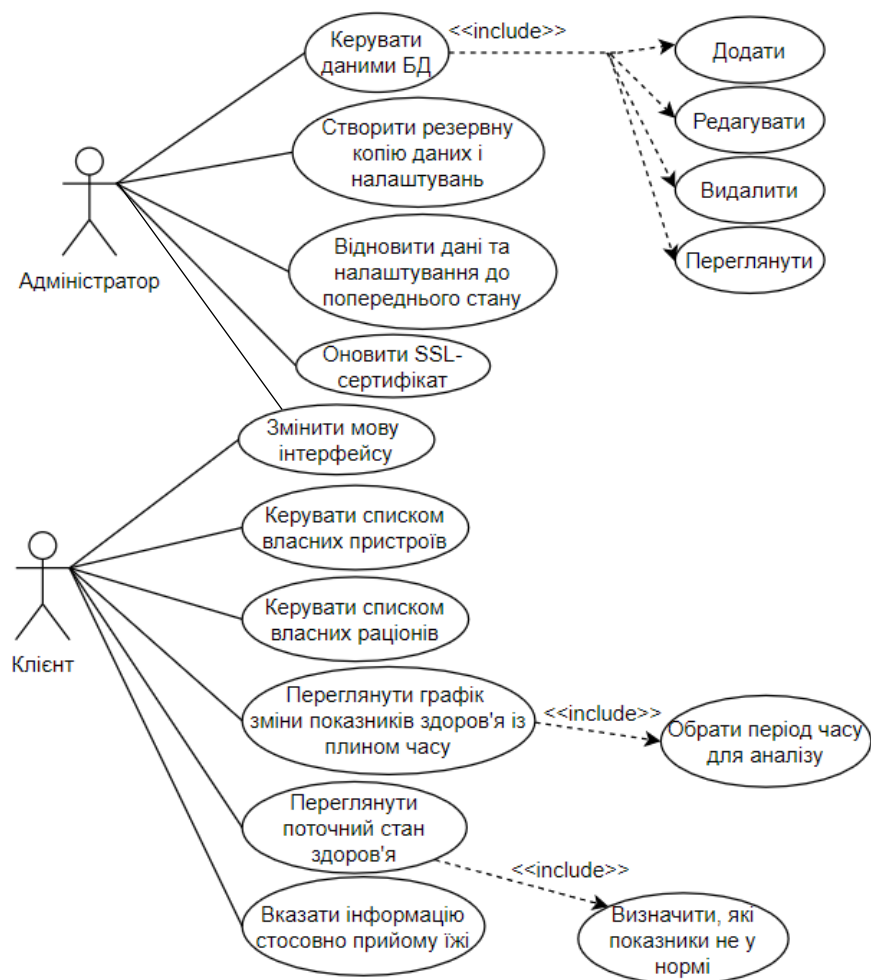 Керувати
даними БД
<<include>>
Додати
Редагувати
Видалити
Переглянути
Створити резервну
копію даних і
налаштувань
Адміністратор
Відновити дані та
налаштування до
попереднього стану
Оновити SSL-
сертифікат
Змінити мову
інтерфейсу
Керувати списком
власних пристроїв
Клієнт
Керувати списком
власних раціонів
Переглянути графік
зміни показників здоров'я із
плином часу
<<include>>
Обрати період часу
для аналізу
Переглянути
поточний стан
здоров'я
<<include>>
Визначити, які
показники не у
нормі
Вказати інформацію
стосовно прийому їжі